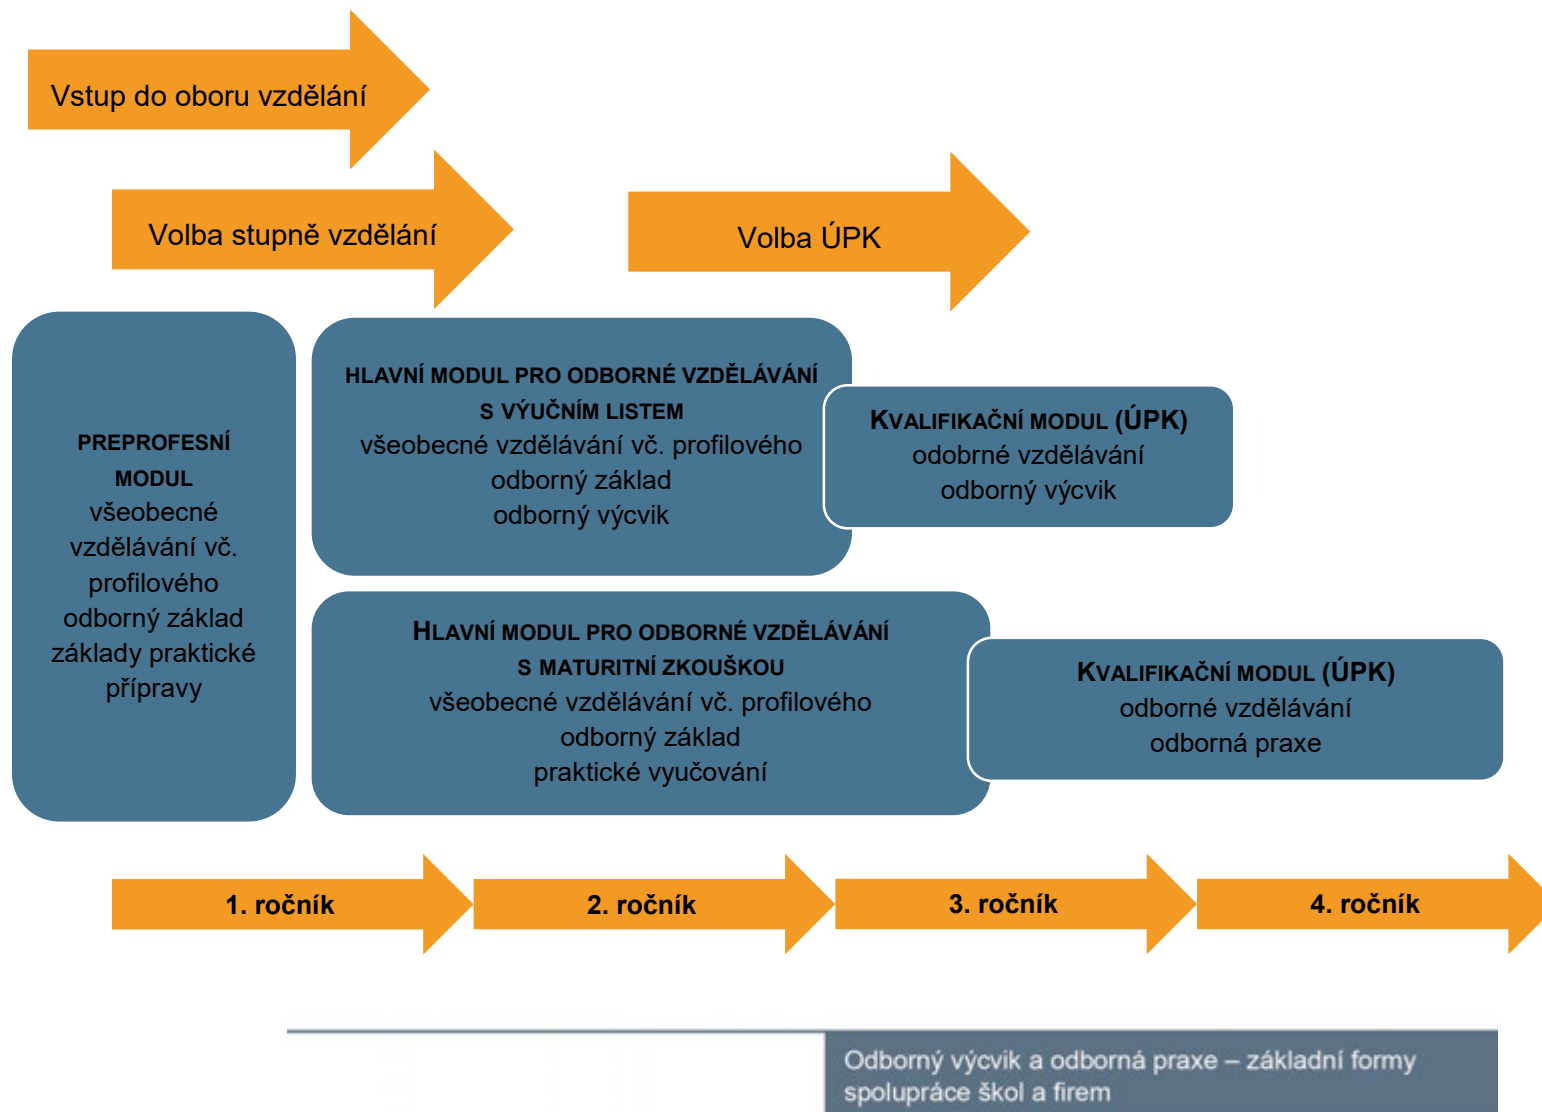 Vstup do oboru vzdělání
Volba stupně vzdělání
Volba ÚPK
PREPROFESNÍ
MODUL
všeobecné
vzdělávání vč.
profilového
odborný základ
základy praktické
přípravy
HLAVNÍ MODUL PRO ODBORNÉ VZDĚLÁVÁNÍ
S VÝUČNÍM LISTEM
všeobecné vzdělávání vč. profilového
odborný základ
odborný výcvik
KVALIFIKAČNÍ MODUL (ÚPK)
odobrné vzdělávání
odborný výcvik
HLAVNÍ MODUL PRO ODBORNÉ VZDĚLÁVÁNÍ
S MATURITNÍ ZKOUŠKOU
všeobecné vzdělávání vč. profilového
odborný základ
praktické vyučování
KVALIFIKAČNÍ MODUL (ÚPK)
odborné vzdělávání
odborná praxe
1. ročník
2. ročník
3. ročník
4. ročník
Odborný výcvik a odborná praxe – základní formy
spolupráce škol a firem